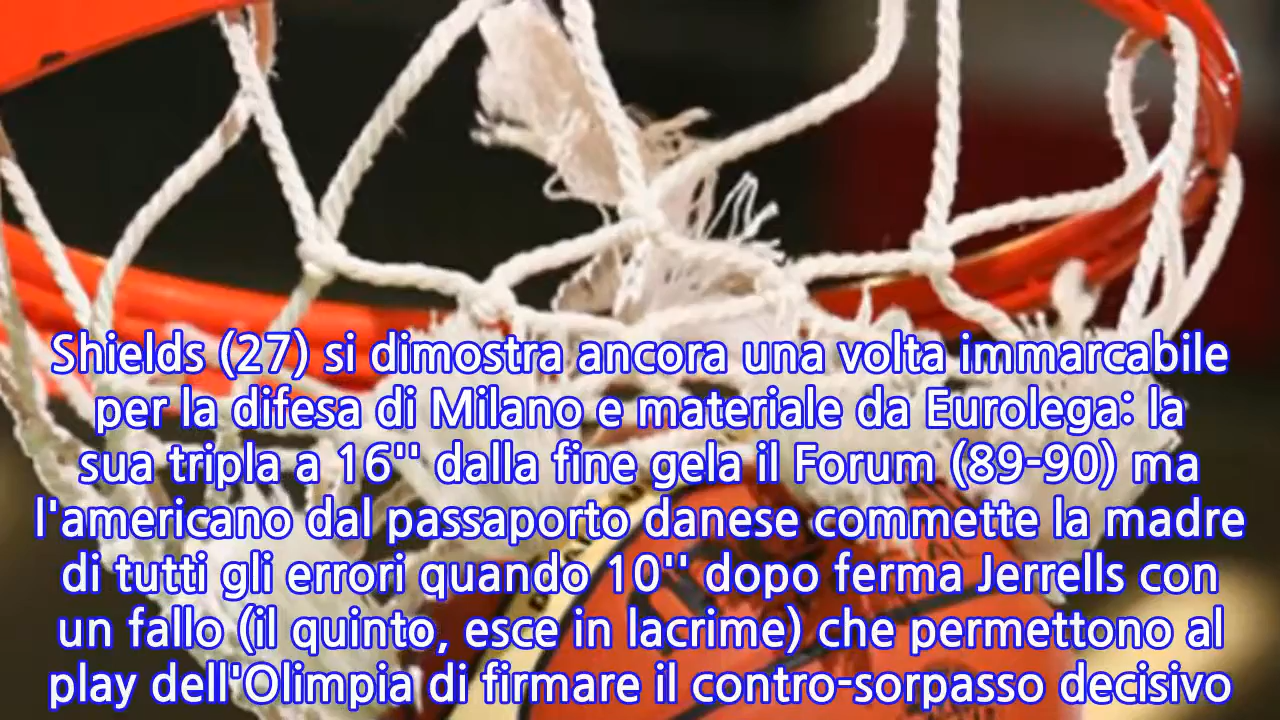 Shields (27) si dimostra ancora una volta immarcabile
per la difesa di Milano e materiale da Eurolega: la
sua tripla a 16'' dalla fine gela il Forum (89-90) ma
l'americano dal passaporto danese commette la madre
di tutti gli errori quando 10'' dopo ferma Jerrells con
un fallo (il quinto, esce in lacrime) che permettono al
play dell'Olimpia di firmare il contro-sorpasso decisivo